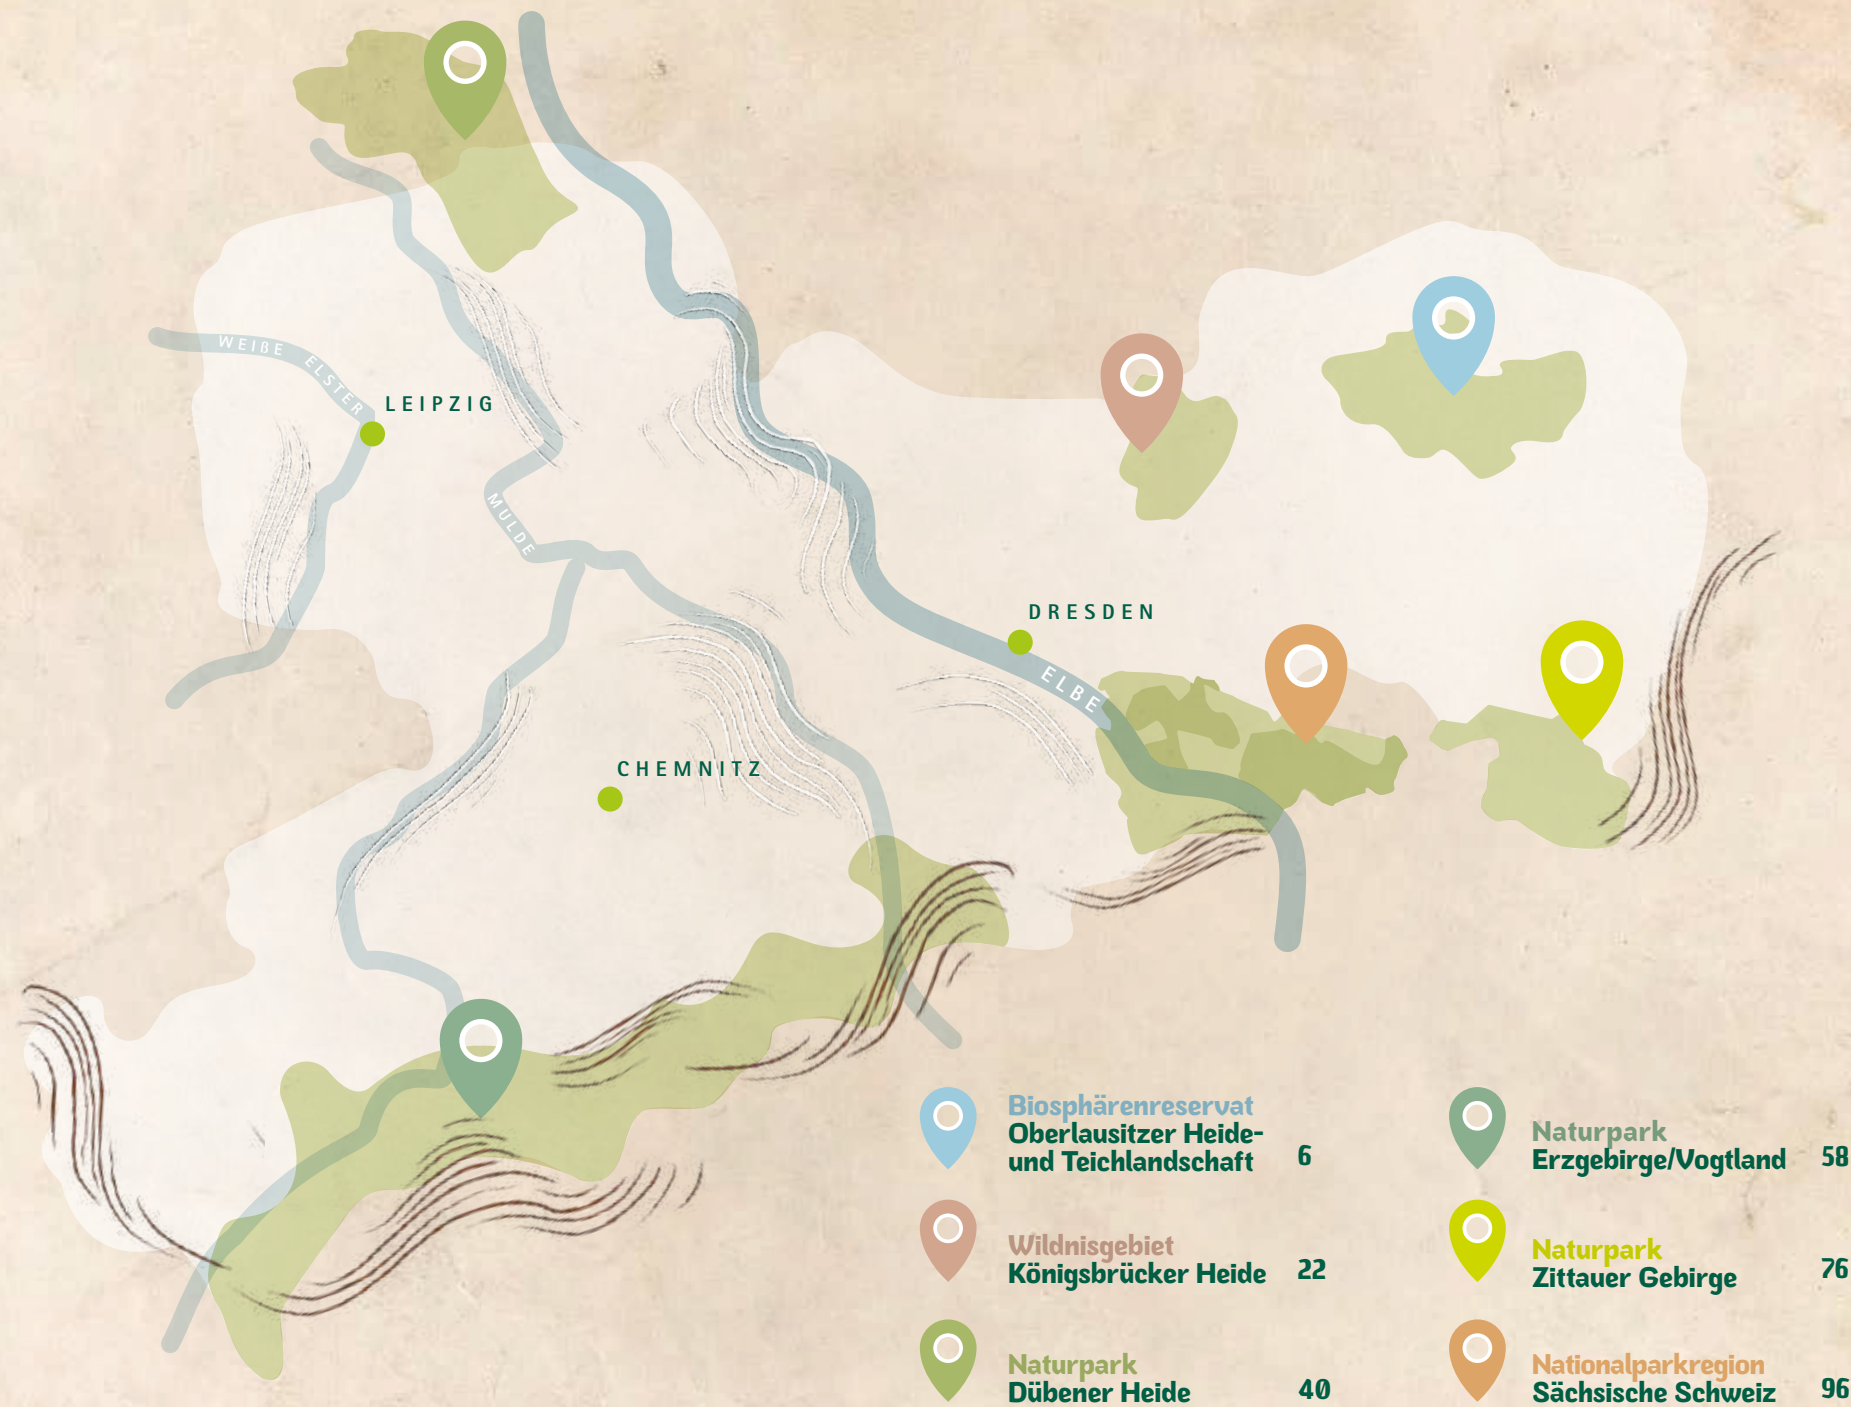 WEIßE ELSTER
LEIPZIG
MULDE
DRESDEN
ELBE
CHEMNITZ
Biosphärenreservat
Oberlausitzer Heide-
und Teichlandschaft 6
Wildnisgebiet
Königsbrücker Heide 22
Naturpark
Dübener Heide 40
Naturpark
Erzgebirge/Vogtland 58
Naturpark
Zittauer Gebirge 76
Nationalparkregion
Sächsische Schweiz 96